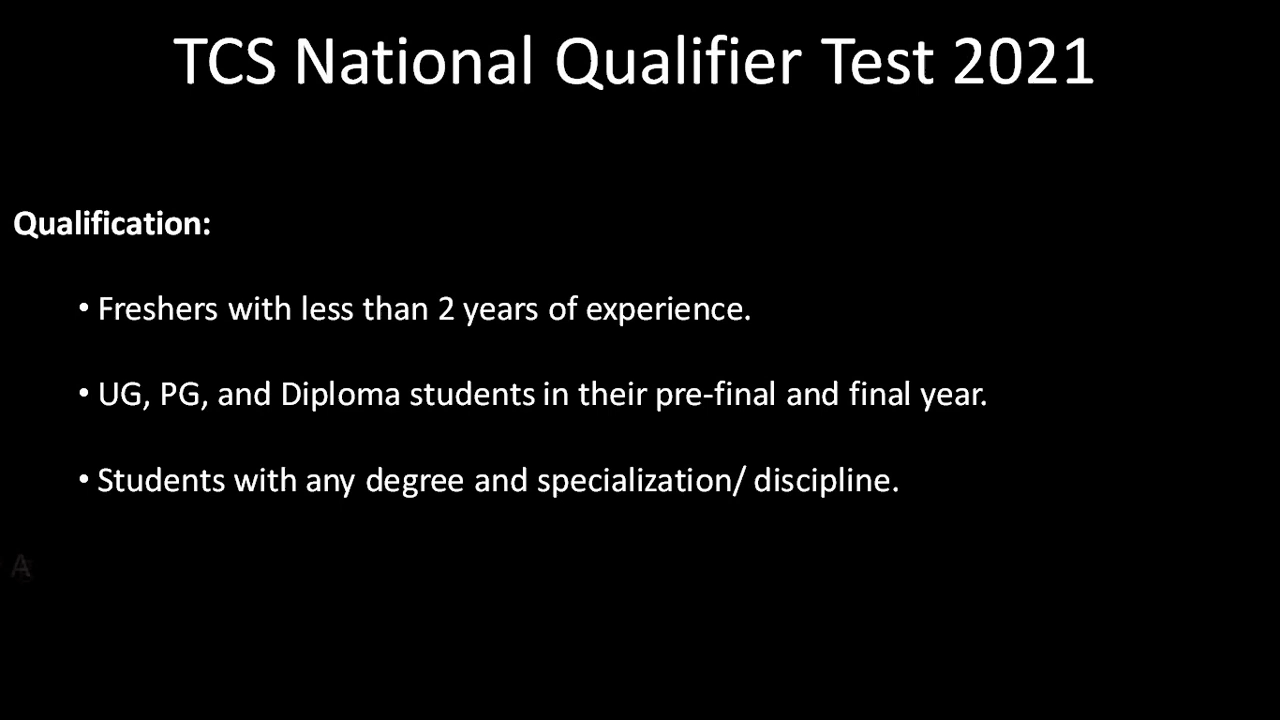 TCS National Qualifier Test 2021
Qualification:
• Freshers with less than 2 years of experience.
• UG, PG, and Diploma students in their pre-final and final year.
• Students with any degree and specialization/ discipline.
A